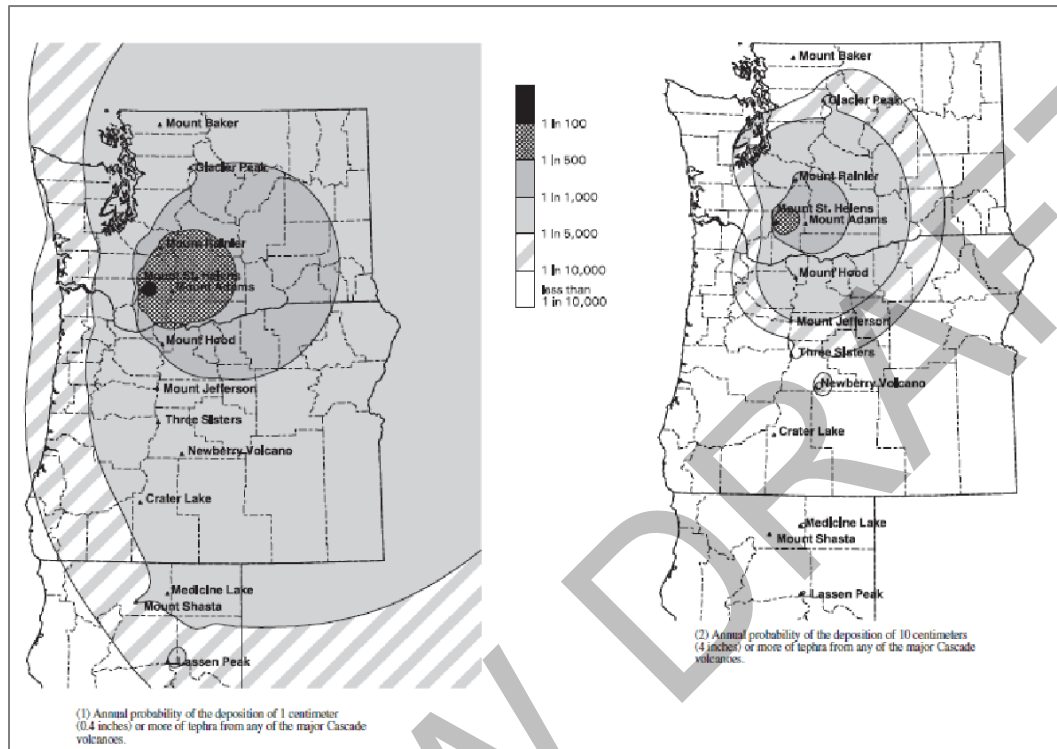 Mount Baker
Glacier Peak
Mount Rainier
Mount St. Helens
Mount Adams
Mount Hood
Mount Jefferson
Three Sisters
Newberry Volcano
Crater Lake
Medicine Lake
Mount Shasta
Lassen Peak
(1) Annual probability of the deposition of 1 centimeter
(0.4 inches) or more of tephra from any of the major Cascade
volcanoes.
1 in 100
1 in 500
1 in 1,000
1 in 5,000
1 in 10,000
less than
1 in 10,000
Mount Baker
Glacier Peak
Mount Rainier
Mount St. Helens
Mount Adams
Mount Hood
Mount Jefferson
Three Sisters
Newberry Volcano
Crater Lake
Medicine Lake
Mount Shasta
Lassen Peak
(2) Annual probability of the deposition of 10 centimeters
(4 inches) or more of tephra from any of the major Cascade
volcanoes.
W DRAFT